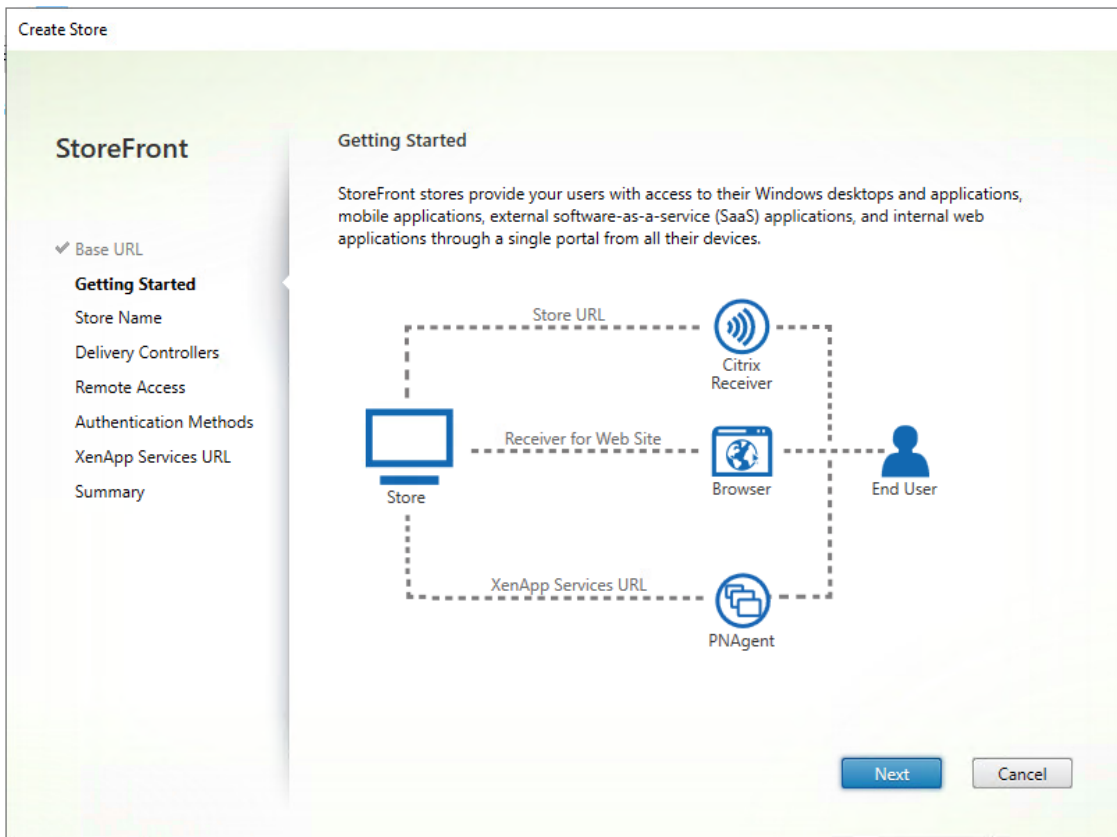 Create Store
StoreFront
Base URL
Getting Started
Store Name
Delivery Controllers
Remote Access
Authentication Methods
XenApp Services URL
Summary
Getting Started
StoreFront stores provide your users with access to their Windows desktops and applications,
mobile applications, external software-as-a-service (SaaS) applications, and internal web
applications through a single portal from all their devices.
Store URL
Citrix
Receiver
Receiver for Web Site
Store
Browser
End User
XenApp Services URL
PNAgent
Next
Cancel